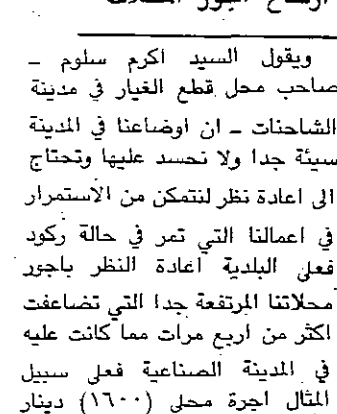 ويقول السيد اكرم سلوم ـ
صاحب محل قطع الغيار في مدينة
الشاحنات ـ ان اوضاعنا في المدينة
سيئة جدا ولا نحسد عليها وتحتاج
الى اعادة نظر لنتمكن من الاستمرار
في اعمالنا التي تمر في حالة ركود
فعلى البلدية اعادة النظر باجور
محلاتنا المرتفعة جدا التي تضاعفت
اكثر من اربع مرات مما كانت عليه
في المدينة الصناعية فعلى سبيل
المثال اجرة محلي (١٦٠٠) دينار